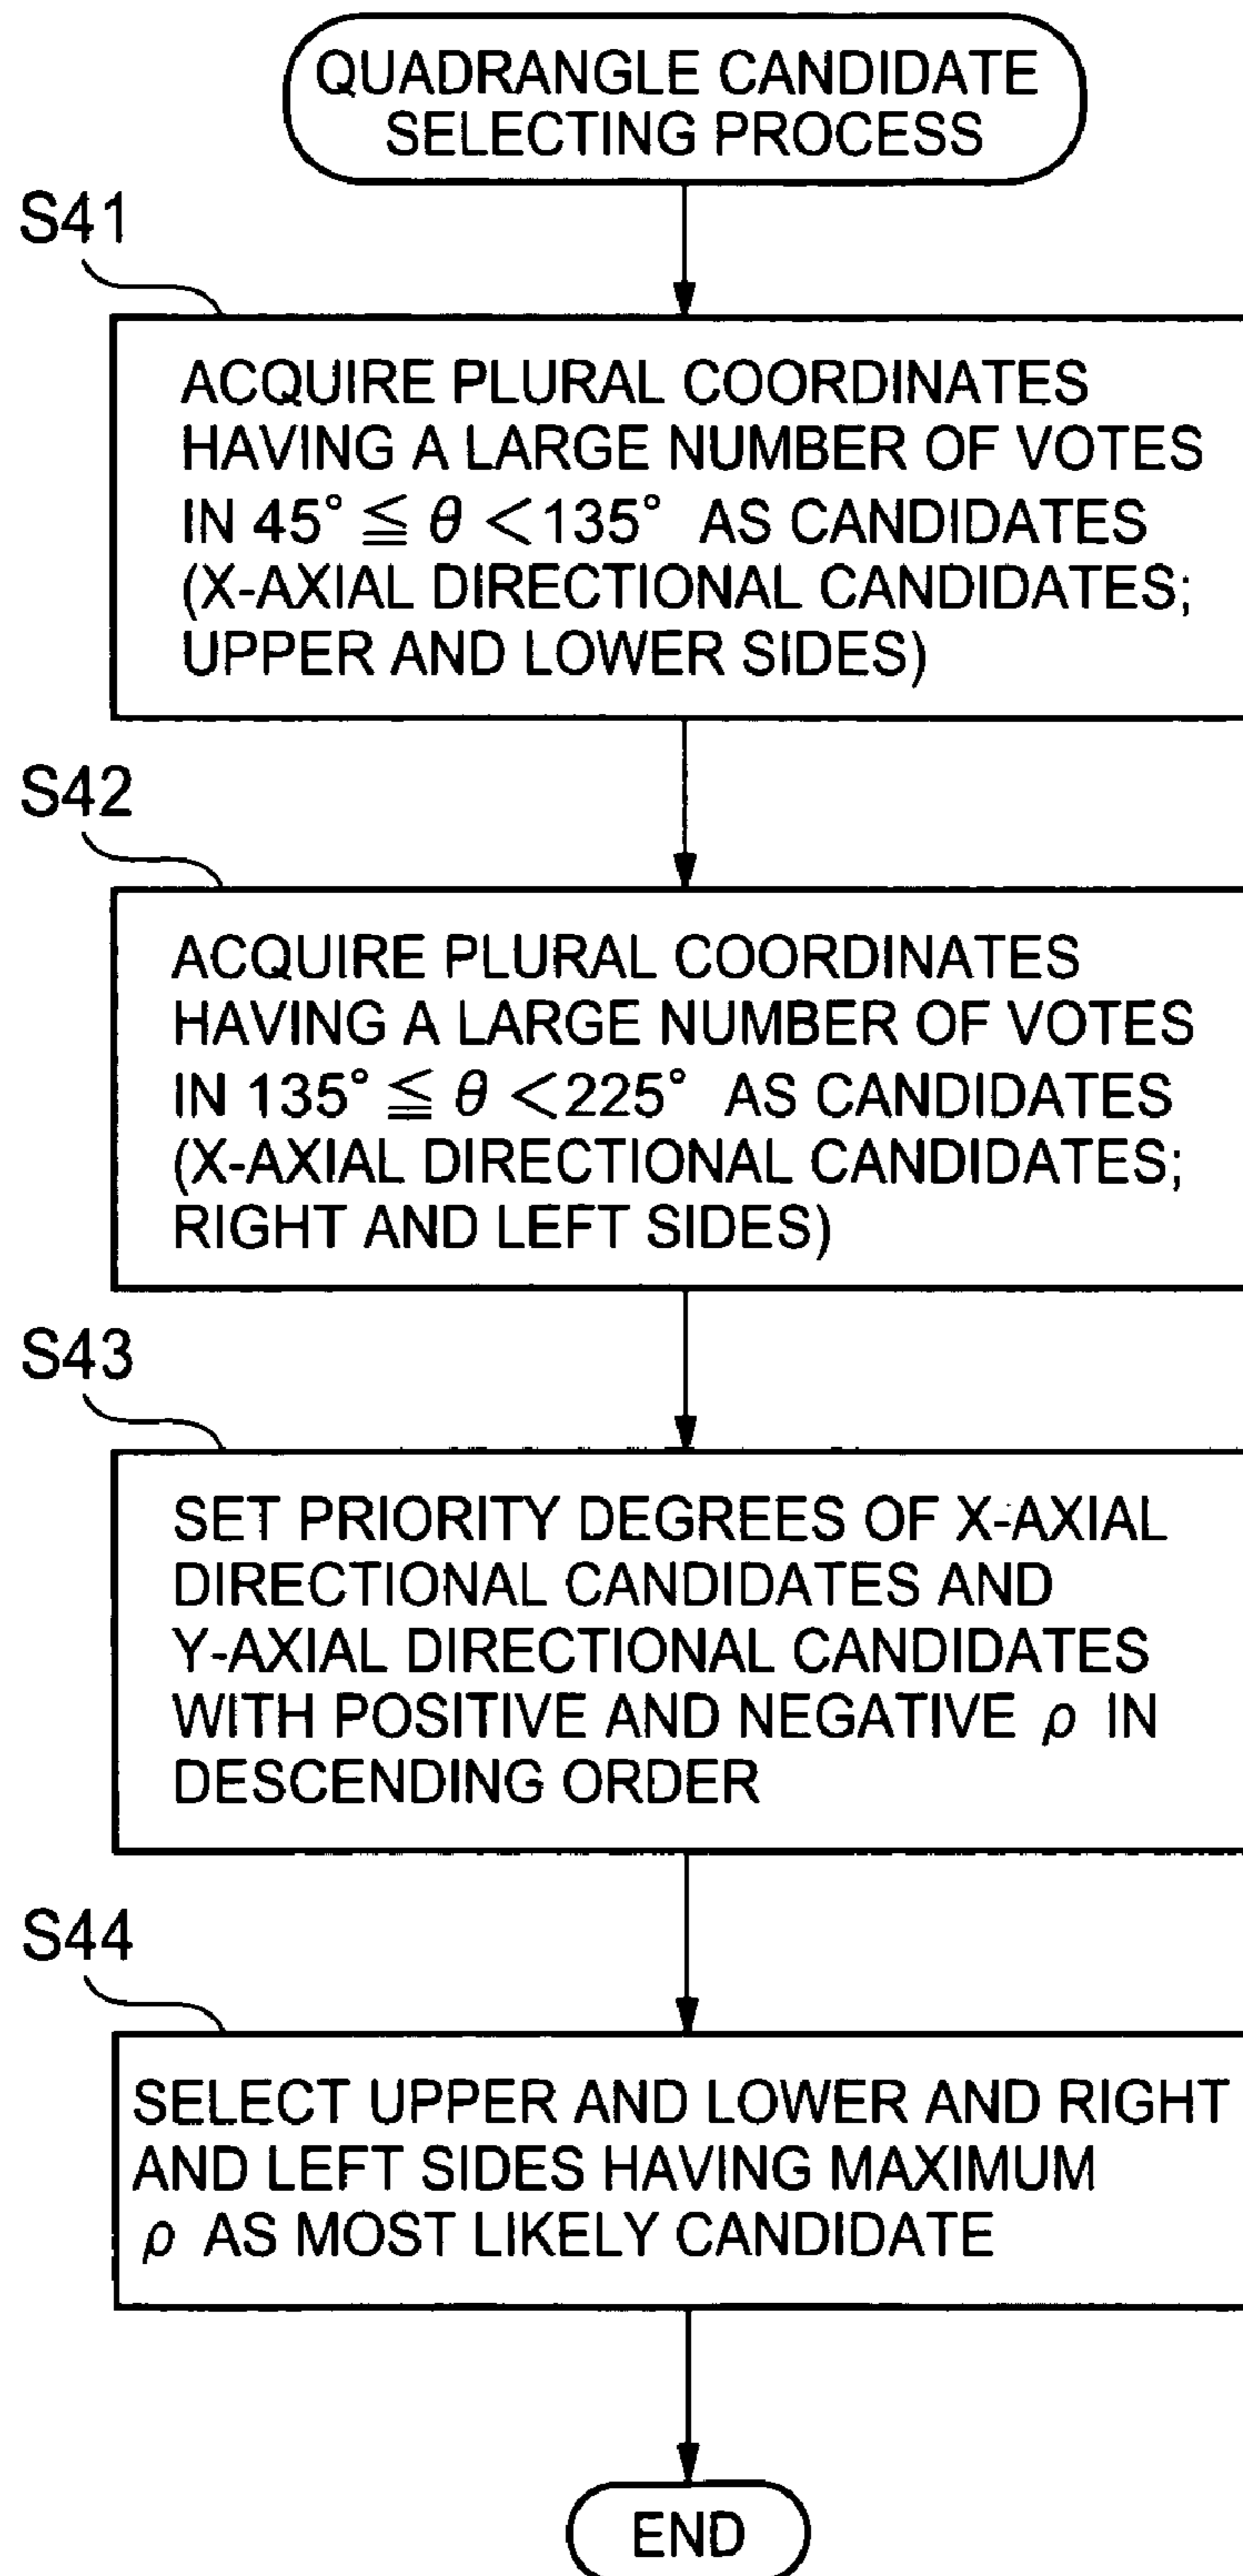 QUADRANGLE CANDIDATE
SELECTING PROCESS
S41
ACQUIRE PLURAL COORDINATES
HAVING A LARGE NUMBER OF VOTES
IN 45° ≦ θ <135° AS CANDIDATES
(X-AXIAL DIRECTIONAL CANDIDATES;
UPPER AND LOWER SIDES)
S42
ACQUIRE PLURAL COORDINATES
HAVING A LARGE NUMBER OF VOTES
IN 135° ≦ θ <225° AS CANDIDATES
(X-AXIAL DIRECTIONAL CANDIDATES;
RIGHT AND LEFT SIDES)
S43
SET PRIORITY DEGREES OF X-AXIAL
DIRECTIONAL CANDIDATES AND
Y-AXIAL DIRECTIONAL CANDIDATES
WITH POSITIVE AND NEGATIVE ρ IN
DESCENDING ORDER
S44
SELECT UPPER AND LOWER AND RIGHT
AND LEFT SIDES HAVING MAXIMUM
ρ AS MOST LIKELY CANDIDATE
END